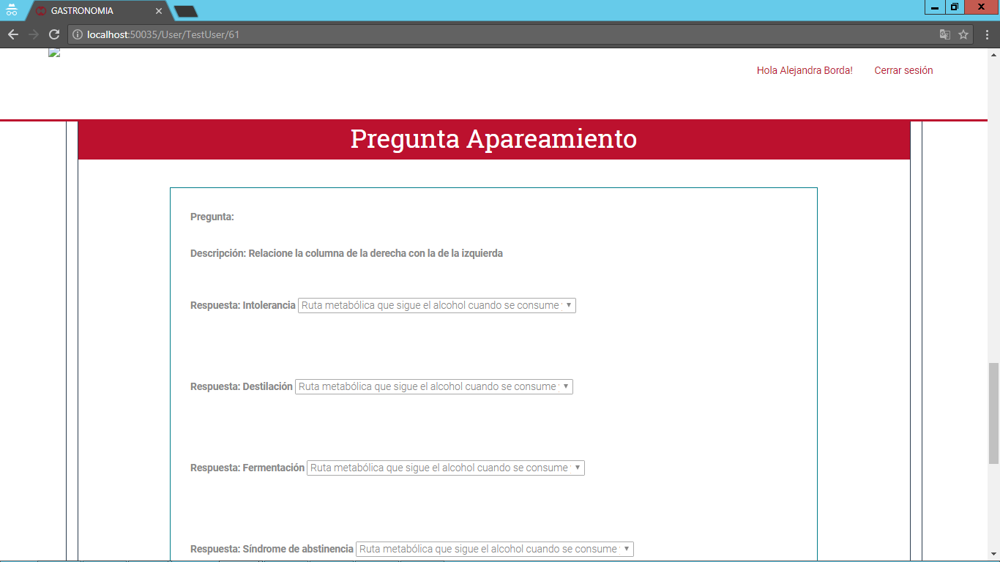 GASTRONOMIA
localhost:50035/User/TestUser/61
Hola Alejandra Borda! Cerrar sesión
Pregunta Apareamiento
Pregunta:
Descripción: Relacione la columna de la derecha con la de la izquierda
Respuesta: Intolerancia Ruta metabólica que sigue el alcohol cuando se consume
Respuesta: Destilación Ruta metabólica que sigue el alcohol cuando se consume
Respuesta: Fermentación Ruta metabólica que sigue el alcohol cuando se consume
Respuesta: Síndrome de abstinencia Ruta metabólica que sigue el alcohol cuando se consume